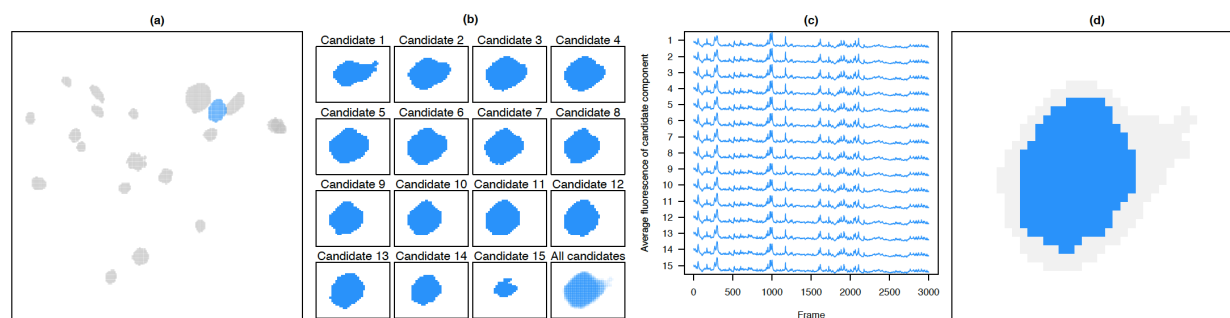 (a)
(b)
(c)
(d)
Candidate 1 Candidate 2 Candidate 3 Candidate 4
Candidate 5 Candidate 6 Candidate 7 Candidate 8
Candidate 9 Candidate 10 Candidate 11 Candidate 12
Candidate 13 Candidate 14 Candidate 15 All candidates
Average fluorescence of candidate component
1
2
3
4
5
6
7
8
9
10
11
12
13
14
15
0 500 1000 1500 2000 2500 3000
Frame